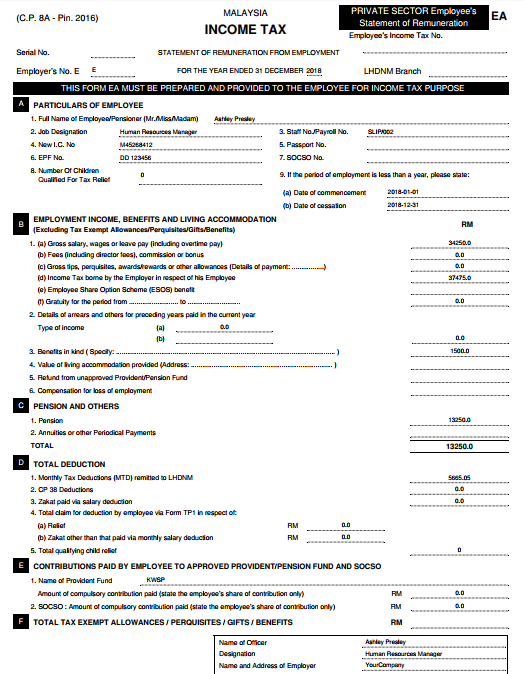 (C.P. 8A - Pin. 2016)
MALAYSIA
INCOME TAX
PRIVATE SECTOR Employee's
Statement of Remuneration
EA
Employee's Income Tax No.
Serial No.
STATEMENT OF REMUNERATION FROM EMPLOYMENT
Employer's No. E E
FOR THE YEAR ENDED 31 DECEMBER 2018
LHDNM Branch
THIS FORM EA MUST BE PREPARED AND PROVIDED TO THE EMPLOYEE FOR INCOME TAX PURPOSE
A PARTICULARS OF EMPLOYEE
1. Full Name of Employee/Pensioner (Mr./Miss/Madam) Ashley Presley
2. Job Designation Human Resources Manager 3. Staff No./Payroll No. SLIP/002
4. New I.C. No M45268412 5. Passport No.
6. EPF No. DD 123456 7. SOCSO No.
8. Number Of Children
Qualified For Tax Relief 0
9. If the period of employment is less than a year, please state:
(a) Date of commencement 2018-01-01
(b) Date of cessation 2018-12-31
B EMPLOYMENT INCOME, BENEFITS AND LIVING ACCOMMODATION
(Excluding Tax Exempt Allowances/Perquisites/Gifts/Benefits) RM
1. (a) Gross salary, wages or leave pay (including overtime pay) 34250.0
(b) Fees (including director fees), commission or bonus 0.0
(c) Gross tips, perquisites, awards/rewards or other allowances (Details of payment: ..............) 0.0
(d) Income Tax borne by the Employer in respect of his Employee 37475.0
(e) Employee Share Option Scheme (ESOS) benefit
(f) Gratuity for the period from .................. to .................. 0.0
2. Details of arrears and others for preceding years paid in the current year
Type of income (a) 0.0
(b) 0.0
3. Benefits in kind ( Specify: ............................................................ ) 1500.0
4. Value of living accommodation provided (Address: ........................................ )
5. Refund from unapproved Provident/Pension Fund
6. Compensation for loss of employment
C PENSION AND OTHERS
1. Pension 13250.0
2. Annuities or other Periodical Payments
TOTAL 13250.0
D TOTAL DEDUCTION
1. Monthly Tax Deductions (MTD) remitted to LHDNM 5665.05
2. CP 38 Deductions 0.0
3. Zakat paid via salary deduction 0.0
4. Total claim for deduction by employee via Form TP1 in respect of:
(a) Relief RM 0.0
(b) Zakat other than that paid via monthly salary deduction RM 0.0
5. Total qualifying child relief 0
E CONTRIBUTIONS PAID BY EMPLOYEE TO APPROVED PROVIDENT/PENSION FUND AND SOCSO
1. Name of Provident Fund KWSP
Amount of compulsory contribution paid (state the employee's share of contribution only) RM 0.0
2. SOCSO : Amount of compulsory contribution paid (state the employee's share of contribution only) RM 0.0
F TOTAL TAX EXEMPT ALLOWANCES / PERQUISITES / GIFTS / BENEFITS RM
Name of Officer Ashley Presley
Designation Human Resources Manager
Name and Address of Employer YourCompany